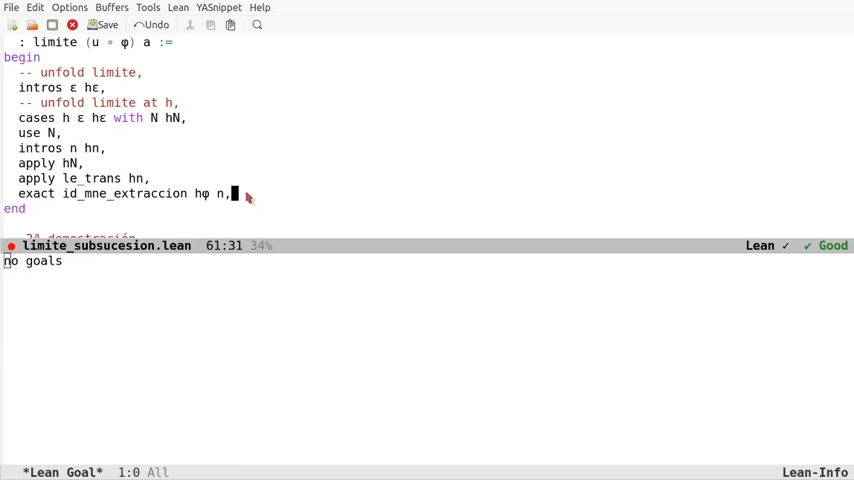 File Edit Options Buffers Tools Lean YASnippet Help
Save Undo
: limite (u ∘ φ) a :=
begin
-- unfold limite,
intros ε hε,
-- unfold limite at h,
cases h ε hε with N hN,
use N,
intros n hn,
apply hN,
apply le_trans hn,
exact id_mne_extraccion hφ n,
end
limite_subsucesion.lean 61:31 34% Lean ✓ ✔ Good
no goals
*Lean Goal* 1:0 All Lean-Info